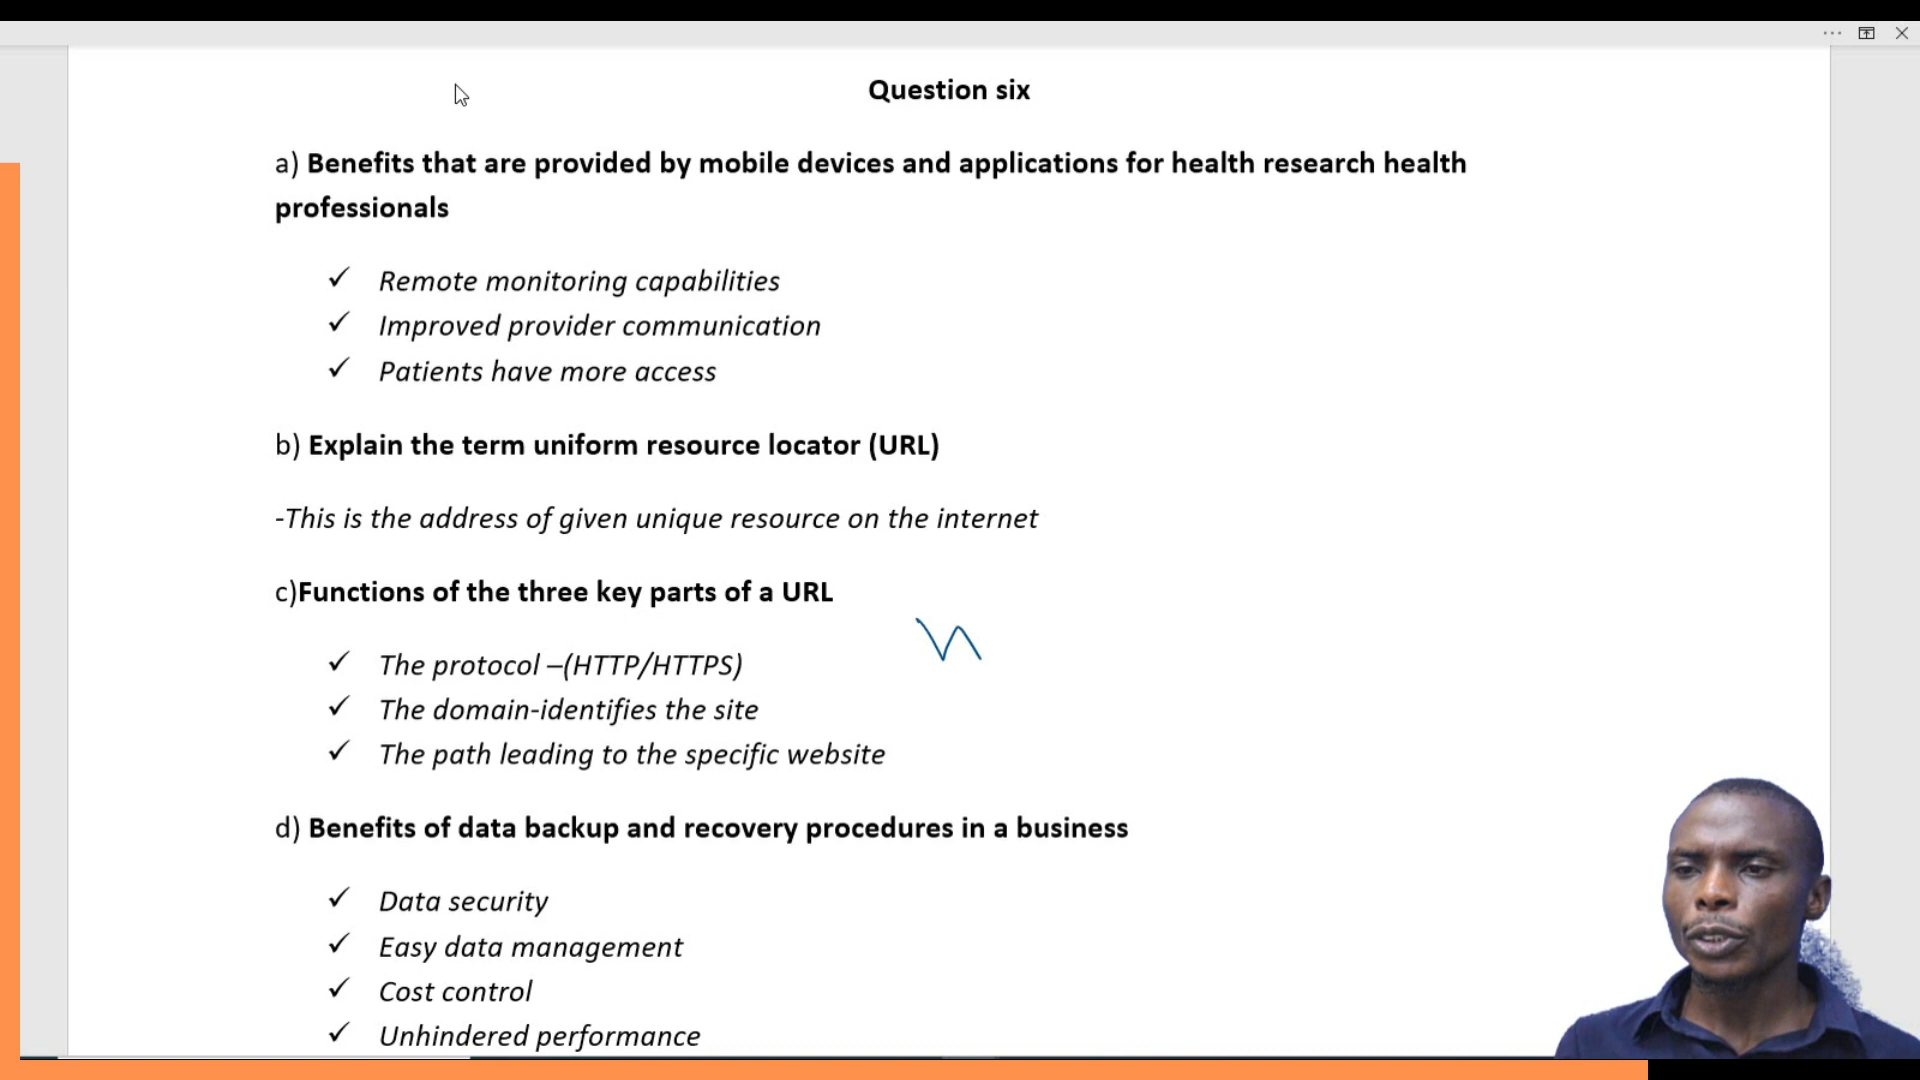 Question six
a) Benefits that are provided by mobile devices and applications for health research health
professionals
✓ Remote monitoring capabilities
✓ Improved provider communication
✓ Patients have more access
b) Explain the term uniform resource locator (URL)
-This is the address of given unique resource on the internet
c)Functions of the three key parts of a URL
✓ The protocol –(HTTP/HTTPS)
✓ The domain-identifies the site
✓ The path leading to the specific website
d) Benefits of data backup and recovery procedures in a business
✓ Data security
✓ Easy data management
✓ Cost control
✓ Unhindered performance